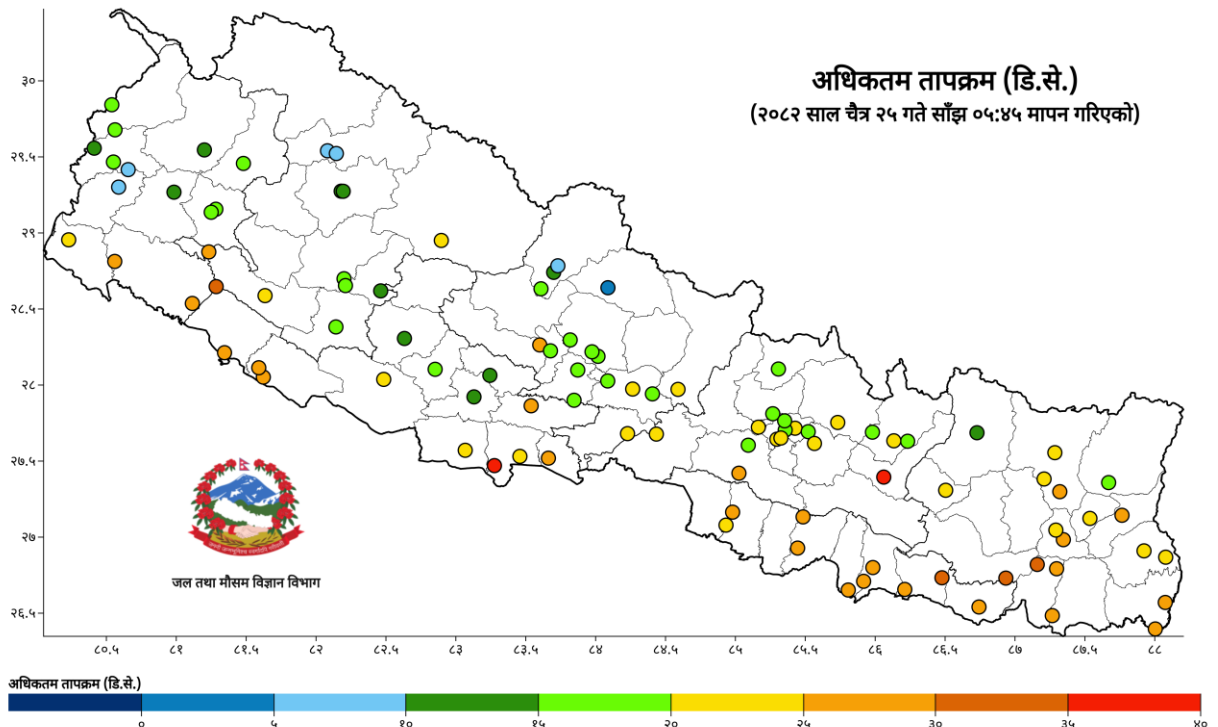 अधिकतम तापक्रम (डि.से.)
(२०८२ साल चैत्र २५ गते साँझ ०५:४५ मापन गरिएको)
३०
२९.५
२९
२८.५
२८
२७.५
२७
२६.५
जल तथा मौसम विज्ञान विभाग
८०.५ ८१ ८१.५ ८२ ८२.५ ८३ ८३.५ ८४ ८४.५ ८५ ८५.५ ८६ ८६.५ ८७ ८७.५ ८८
अधिकतम तापक्रम (डि.से.)
० ५ १० १५ २० २५ ३० ३५ ४०